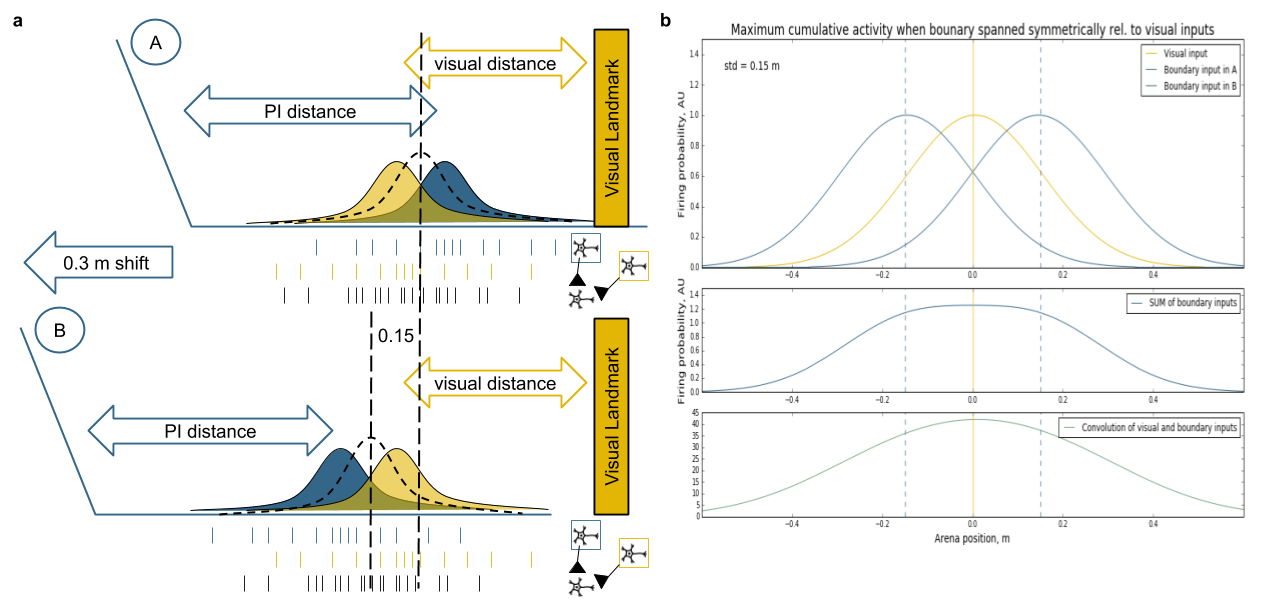 a
A
visual distance
PI distance
Visual Landmark
0.3 m shift
B
0.15
visual distance
PI distance
Visual Landmark
b
Maximum cumulative activity when bounary spanned symmetrically rel. to visual inputs
Firing probability, AU
1.4
1.2
1.0
0.8
0.6
0.4
0.2
0.0
std = 0.15 m
Visual input
Boundary input in A
Boundary input in B
−0.4
−0.2
0.0
0.2
0.4
Firing probability, AU
1.4
1.2
1.0
0.8
0.6
0.4
0.2
0.0
SUM of boundary inputs
−0.4
−0.2
0.0
0.2
0.4
45
40
35
30
25
20
15
10
5
0
Convolution of visual and boundary inputs
−0.4
−0.2
0.0
0.2
0.4
Arena position, m